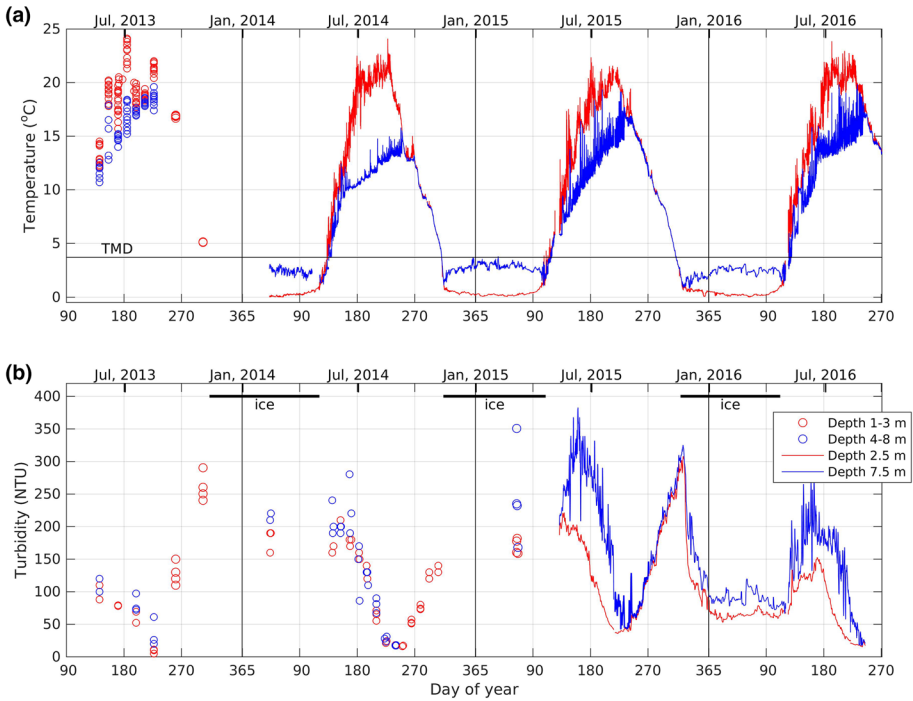 (a)
Jul, 2013 Jan, 2014 Jul, 2014 Jan, 2015 Jul, 2015 Jan, 2016 Jul, 2016
Temperature (°C)
25
20
15
10
5
0
TMD
90 180 270 365 90 180 270 365 90 180 270 365 90 180 270
(b)
Jul, 2013 Jan, 2014 Jul, 2014 Jan, 2015 Jul, 2015 Jan, 2016 Jul, 2016
Turbidity (NTU)
400
350
300
250
200
150
100
50
0
ice ice ice
Depth 1-3 m
Depth 4-8 m
Depth 2.5 m
Depth 7.5 m
90 180 270 365 90 180 270 365 90 180 270 365 90 180 270
Day of year